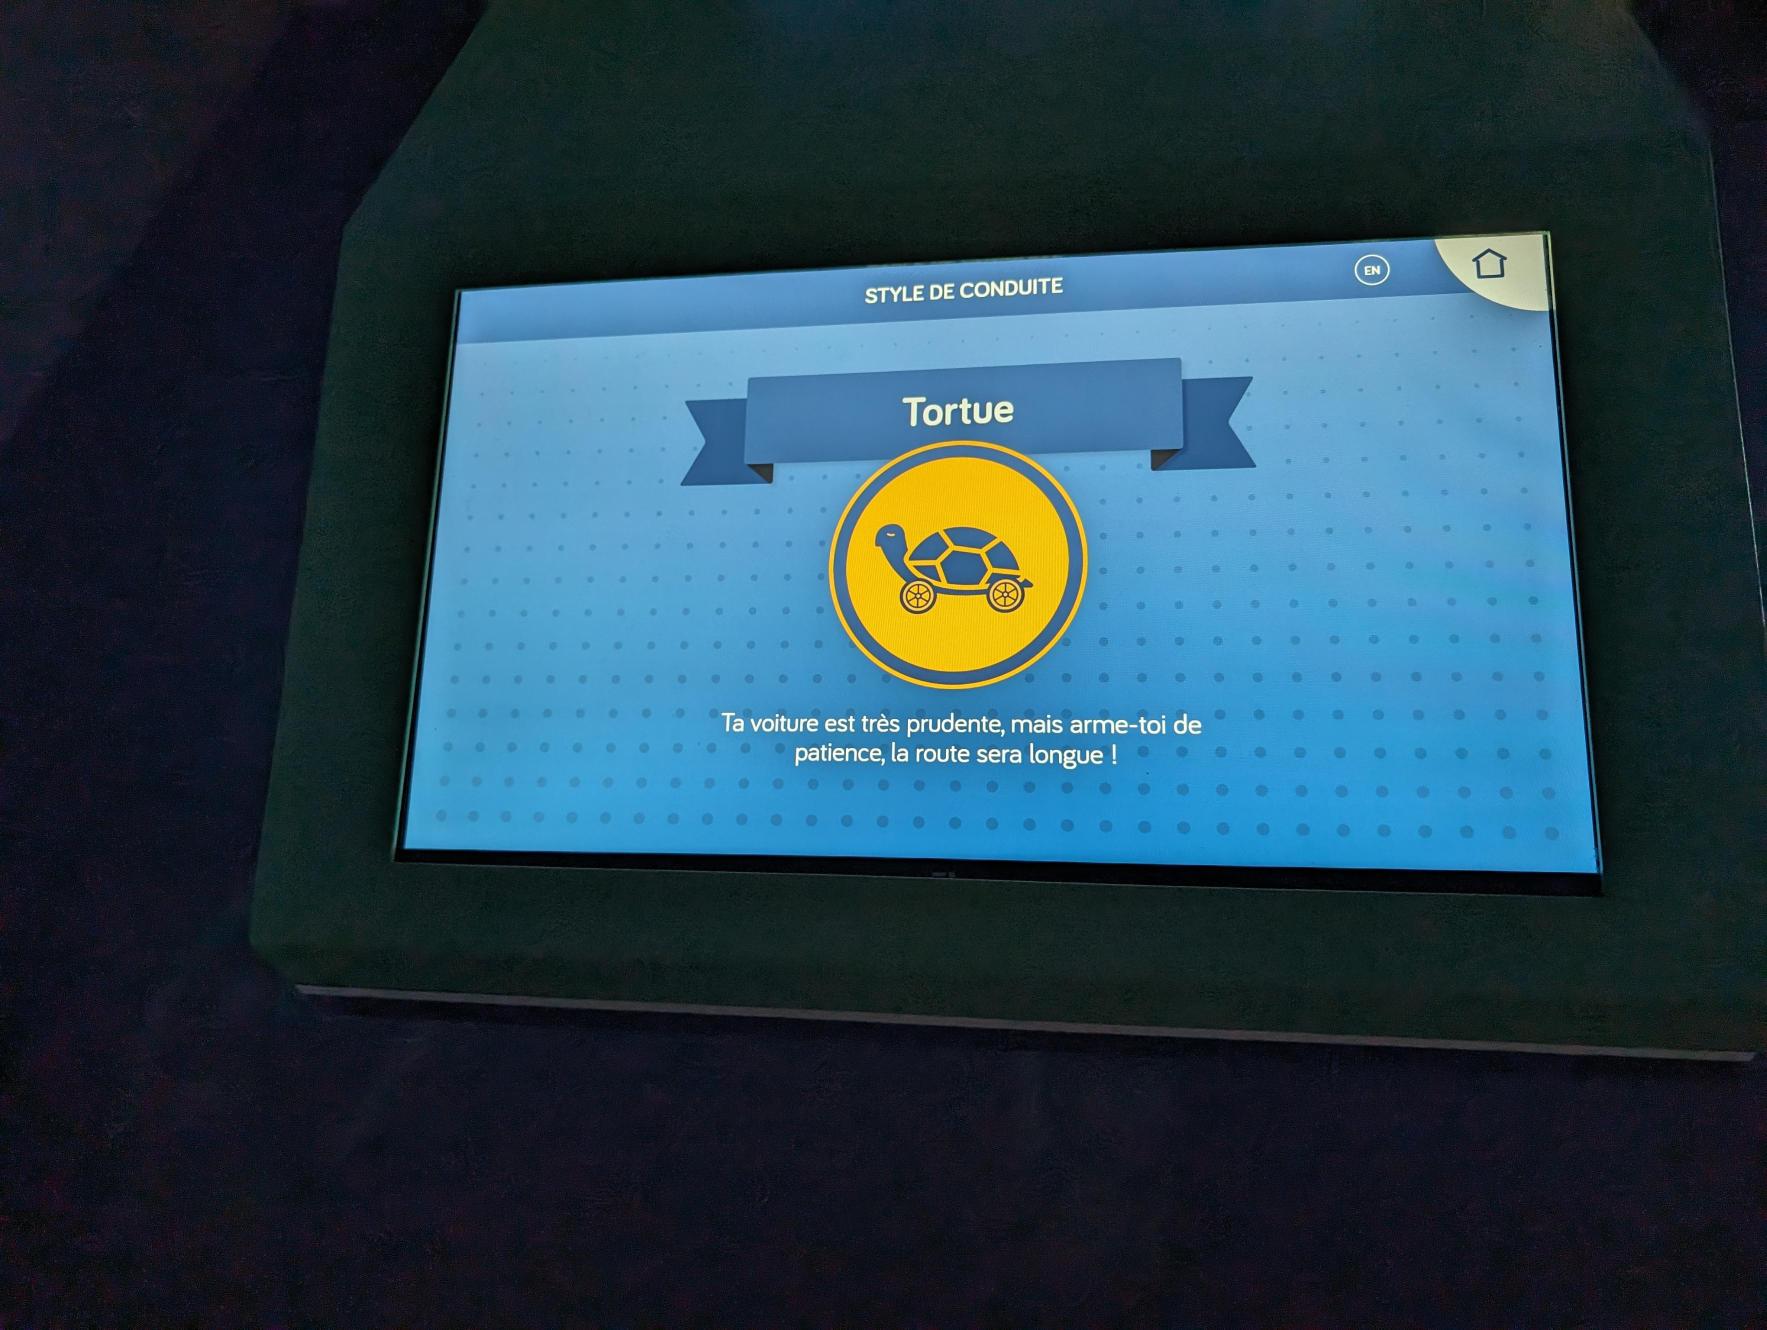 STYLE DE CONDUITE
EN
Tortue
Ta voiture est très prudente, mais arme-toi de
patience, la route sera longue !